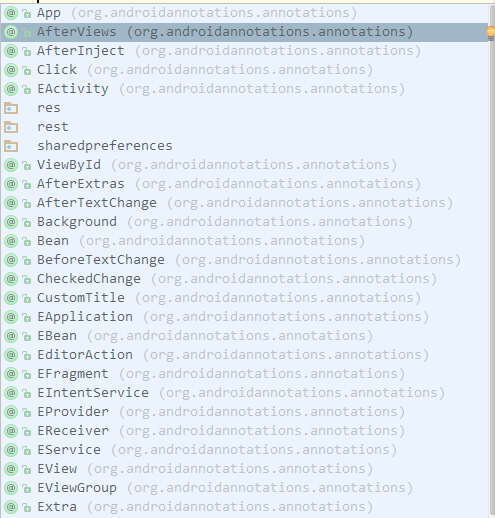 App (org.androidannotations.annotations)
AfterViews (org.androidannotations.annotations)
AfterInject (org.androidannotations.annotations)
Click (org.androidannotations.annotations)
EActivity (org.androidannotations.annotations)
res
rest
sharedpreferences
ViewById (org.androidannotations.annotations)
AfterExtras (org.androidannotations.annotations)
AfterTextChange (org.androidannotations.annotations)
Background (org.androidannotations.annotations)
Bean (org.androidannotations.annotations)
BeforeTextChange (org.androidannotations.annotations)
CheckedChange (org.androidannotations.annotations)
CustomTitle (org.androidannotations.annotations)
EApplication (org.androidannotations.annotations)
EBean (org.androidannotations.annotations)
EditorAction (org.androidannotations.annotations)
EFragment (org.androidannotations.annotations)
EIntentService (org.androidannotations.annotations)
EProvider (org.androidannotations.annotations)
EReceiver (org.androidannotations.annotations)
EService (org.androidannotations.annotations)
EView (org.androidannotations.annotations)
EViewGroup (org.androidannotations.annotations)
Extra (org.androidannotations.annotations)